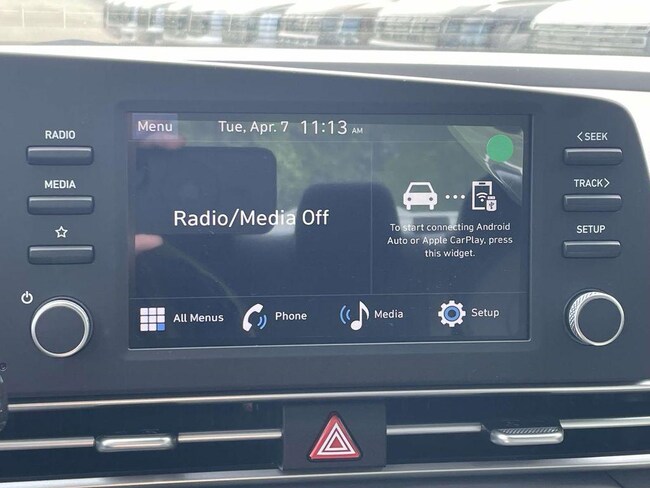 Menu Tue, Apr. 7 11:13 AM
RADIO
MEDIA
<SEEK
TRACK>
SETUP
Radio/Media Off
To start connecting Android
Auto or Apple CarPlay, press
this widget.
All Menus Phone Media Setup